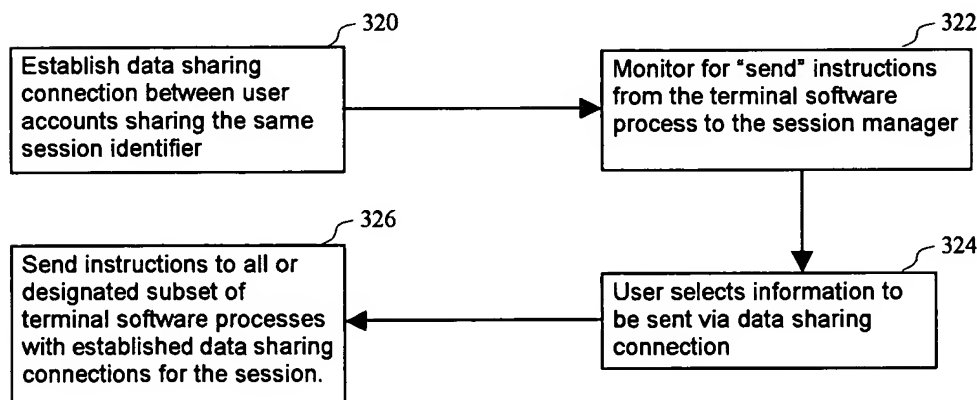 320
Establish data sharing
connection between user
accounts sharing the same
session identifier
322
Monitor for "send" instructions
from the terminal software
process to the session manager
324
User selects information to
be sent via data sharing
connection
326
Send instructions to all or
designated subset of
terminal software processes
with established data sharing
connections for the session.